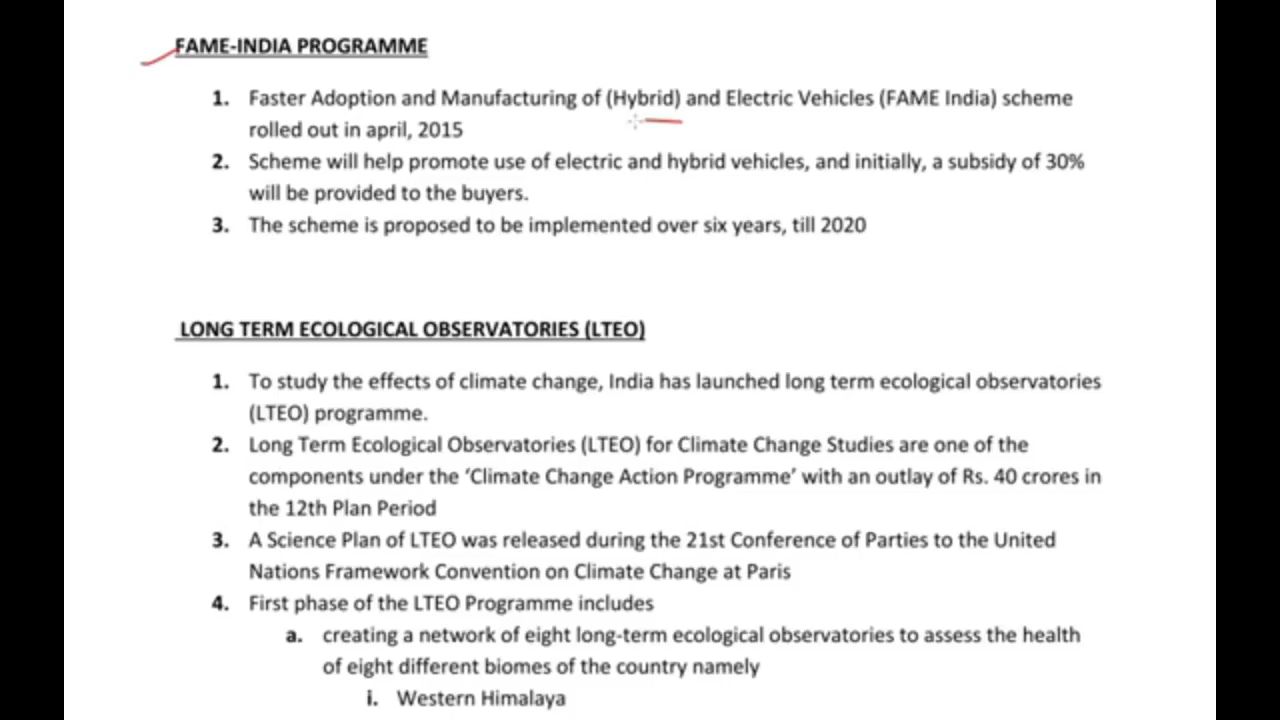 FAME-INDIA PROGRAMME
1. Faster Adoption and Manufacturing of (Hybrid) and Electric Vehicles (FAME India) scheme
rolled out in april, 2015
2. Scheme will help promote use of electric and hybrid vehicles, and initially, a subsidy of 30%
will be provided to the buyers.
3. The scheme is proposed to be implemented over six years, till 2020
LONG TERM ECOLOGICAL OBSERVATORIES (LTEO)
1. To study the effects of climate change, India has launched long term ecological observatories
(LTEO) programme.
2. Long Term Ecological Observatories (LTEO) for Climate Change Studies are one of the
components under the ‘Climate Change Action Programme’ with an outlay of Rs. 40 crores in
the 12th Plan Period
3. A Science Plan of LTEO was released during the 21st Conference of Parties to the United
Nations Framework Convention on Climate Change at Paris
4. First phase of the LTEO Programme includes
a. creating a network of eight long-term ecological observatories to assess the health
of eight different biomes of the country namely
i. Western Himalaya